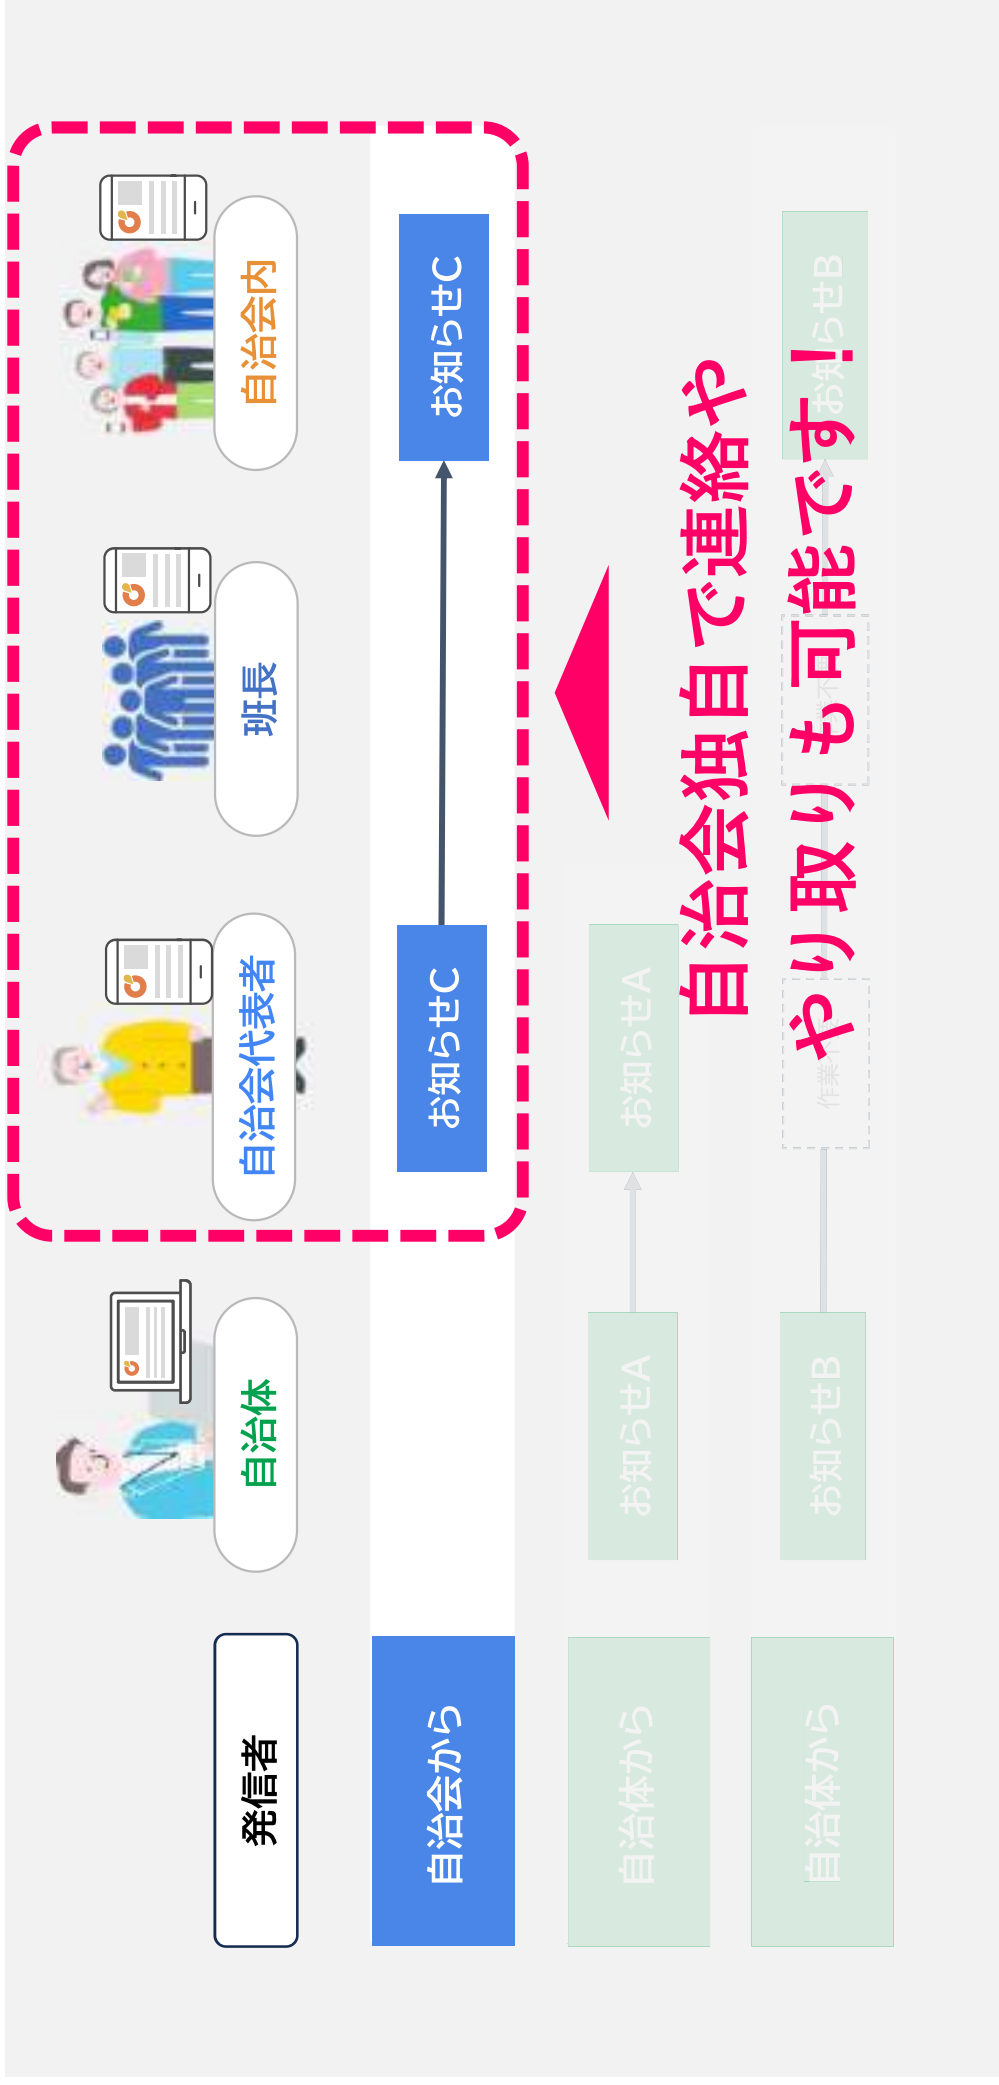 発信者
自治体
自治会代表者
班長
自治会内
自治会から
お知らせC
お知らせC
自治体から
お知らせA
お知らせA
自治会独自で連絡や
やり取りも可能です！
自治体から
お知らせB
お知らせB